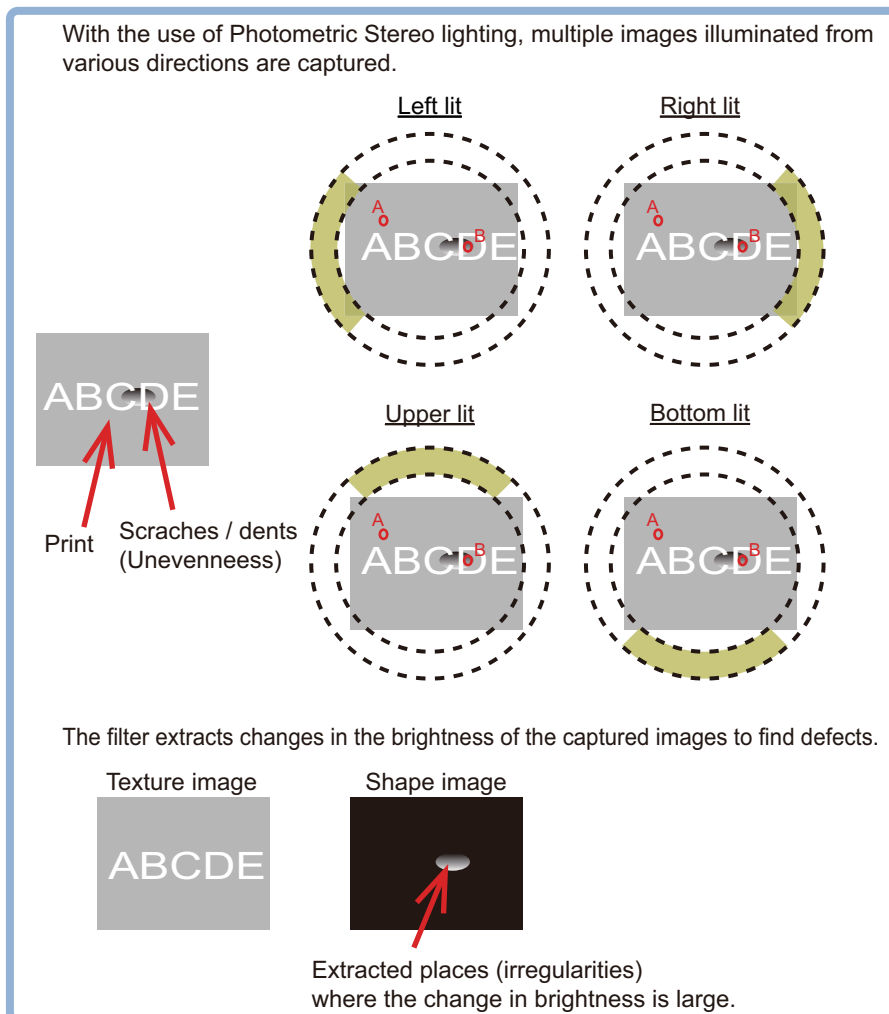 With the use of Photometric Stereo lighting, multiple images illuminated from
various directions are captured.
Left lit
Right lit
A
ABCDE
B
A
ABCDE
B
ABCDE
Print
Scraches / dents
(Unevenneess)
Upper lit
Bottom lit
A
ABCDE
B
A
ABCDE
B
The filter extracts changes in the brightness of the captured images to find defects.
Texture image
Shape image
ABCDE
Extracted places (irregularities)
where the change in brightness is large.